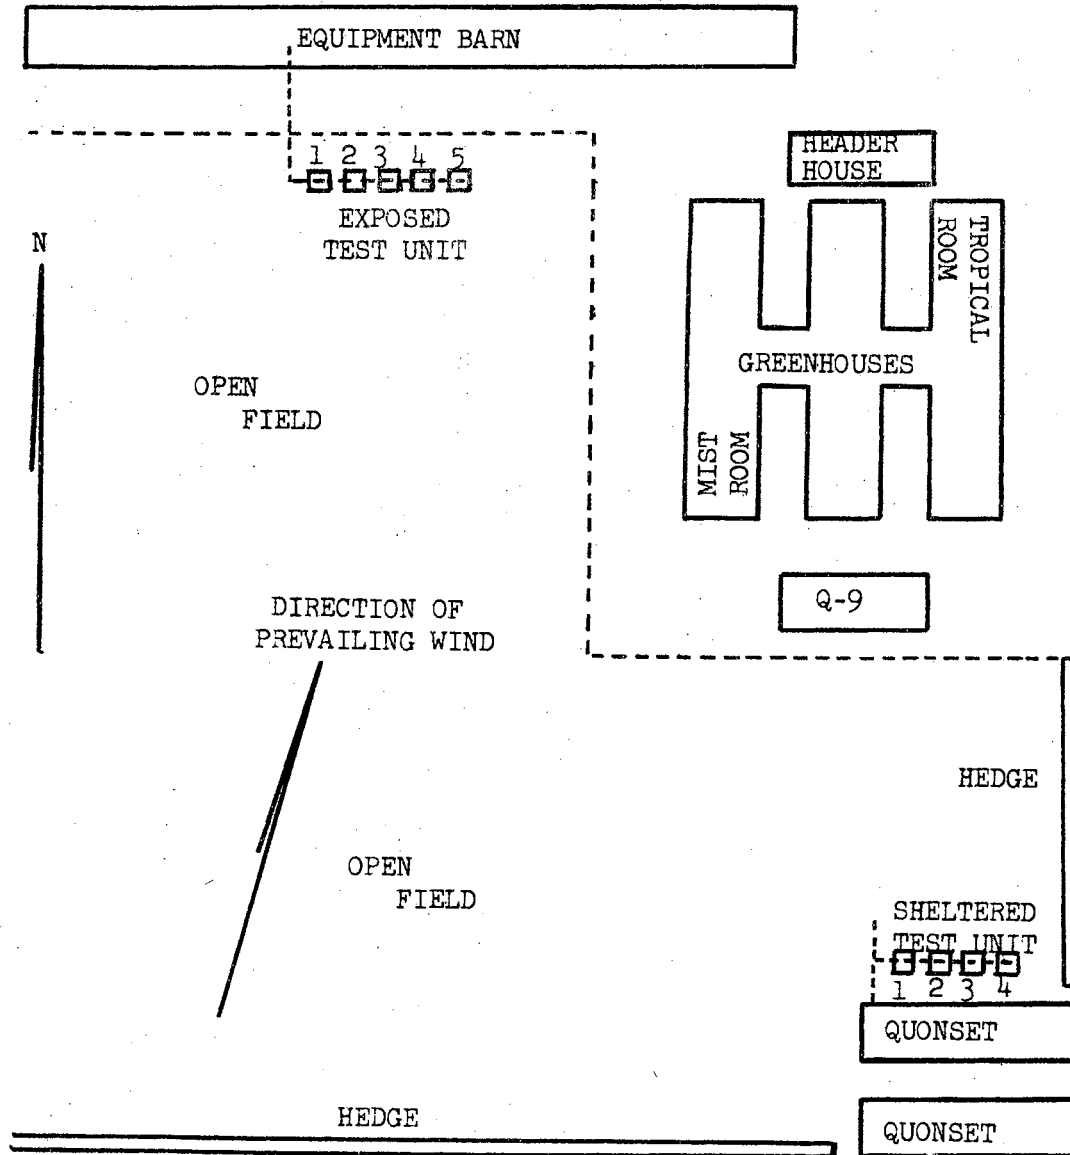 EQUIPMENT BARN
1 2 3 4 5
EXPOSED
TEST UNIT
HEADER
HOUSE
N
TROPICAL
ROOM
GREENHOUSES
OPEN
FIELD
MIST
ROOM
Q-9
DIRECTION OF
PREVAILING WIND
HEDGE
OPEN
FIELD
SHELTERED
TEST UNIT
1 2 3 4
QUONSET
HEDGE
QUONSET